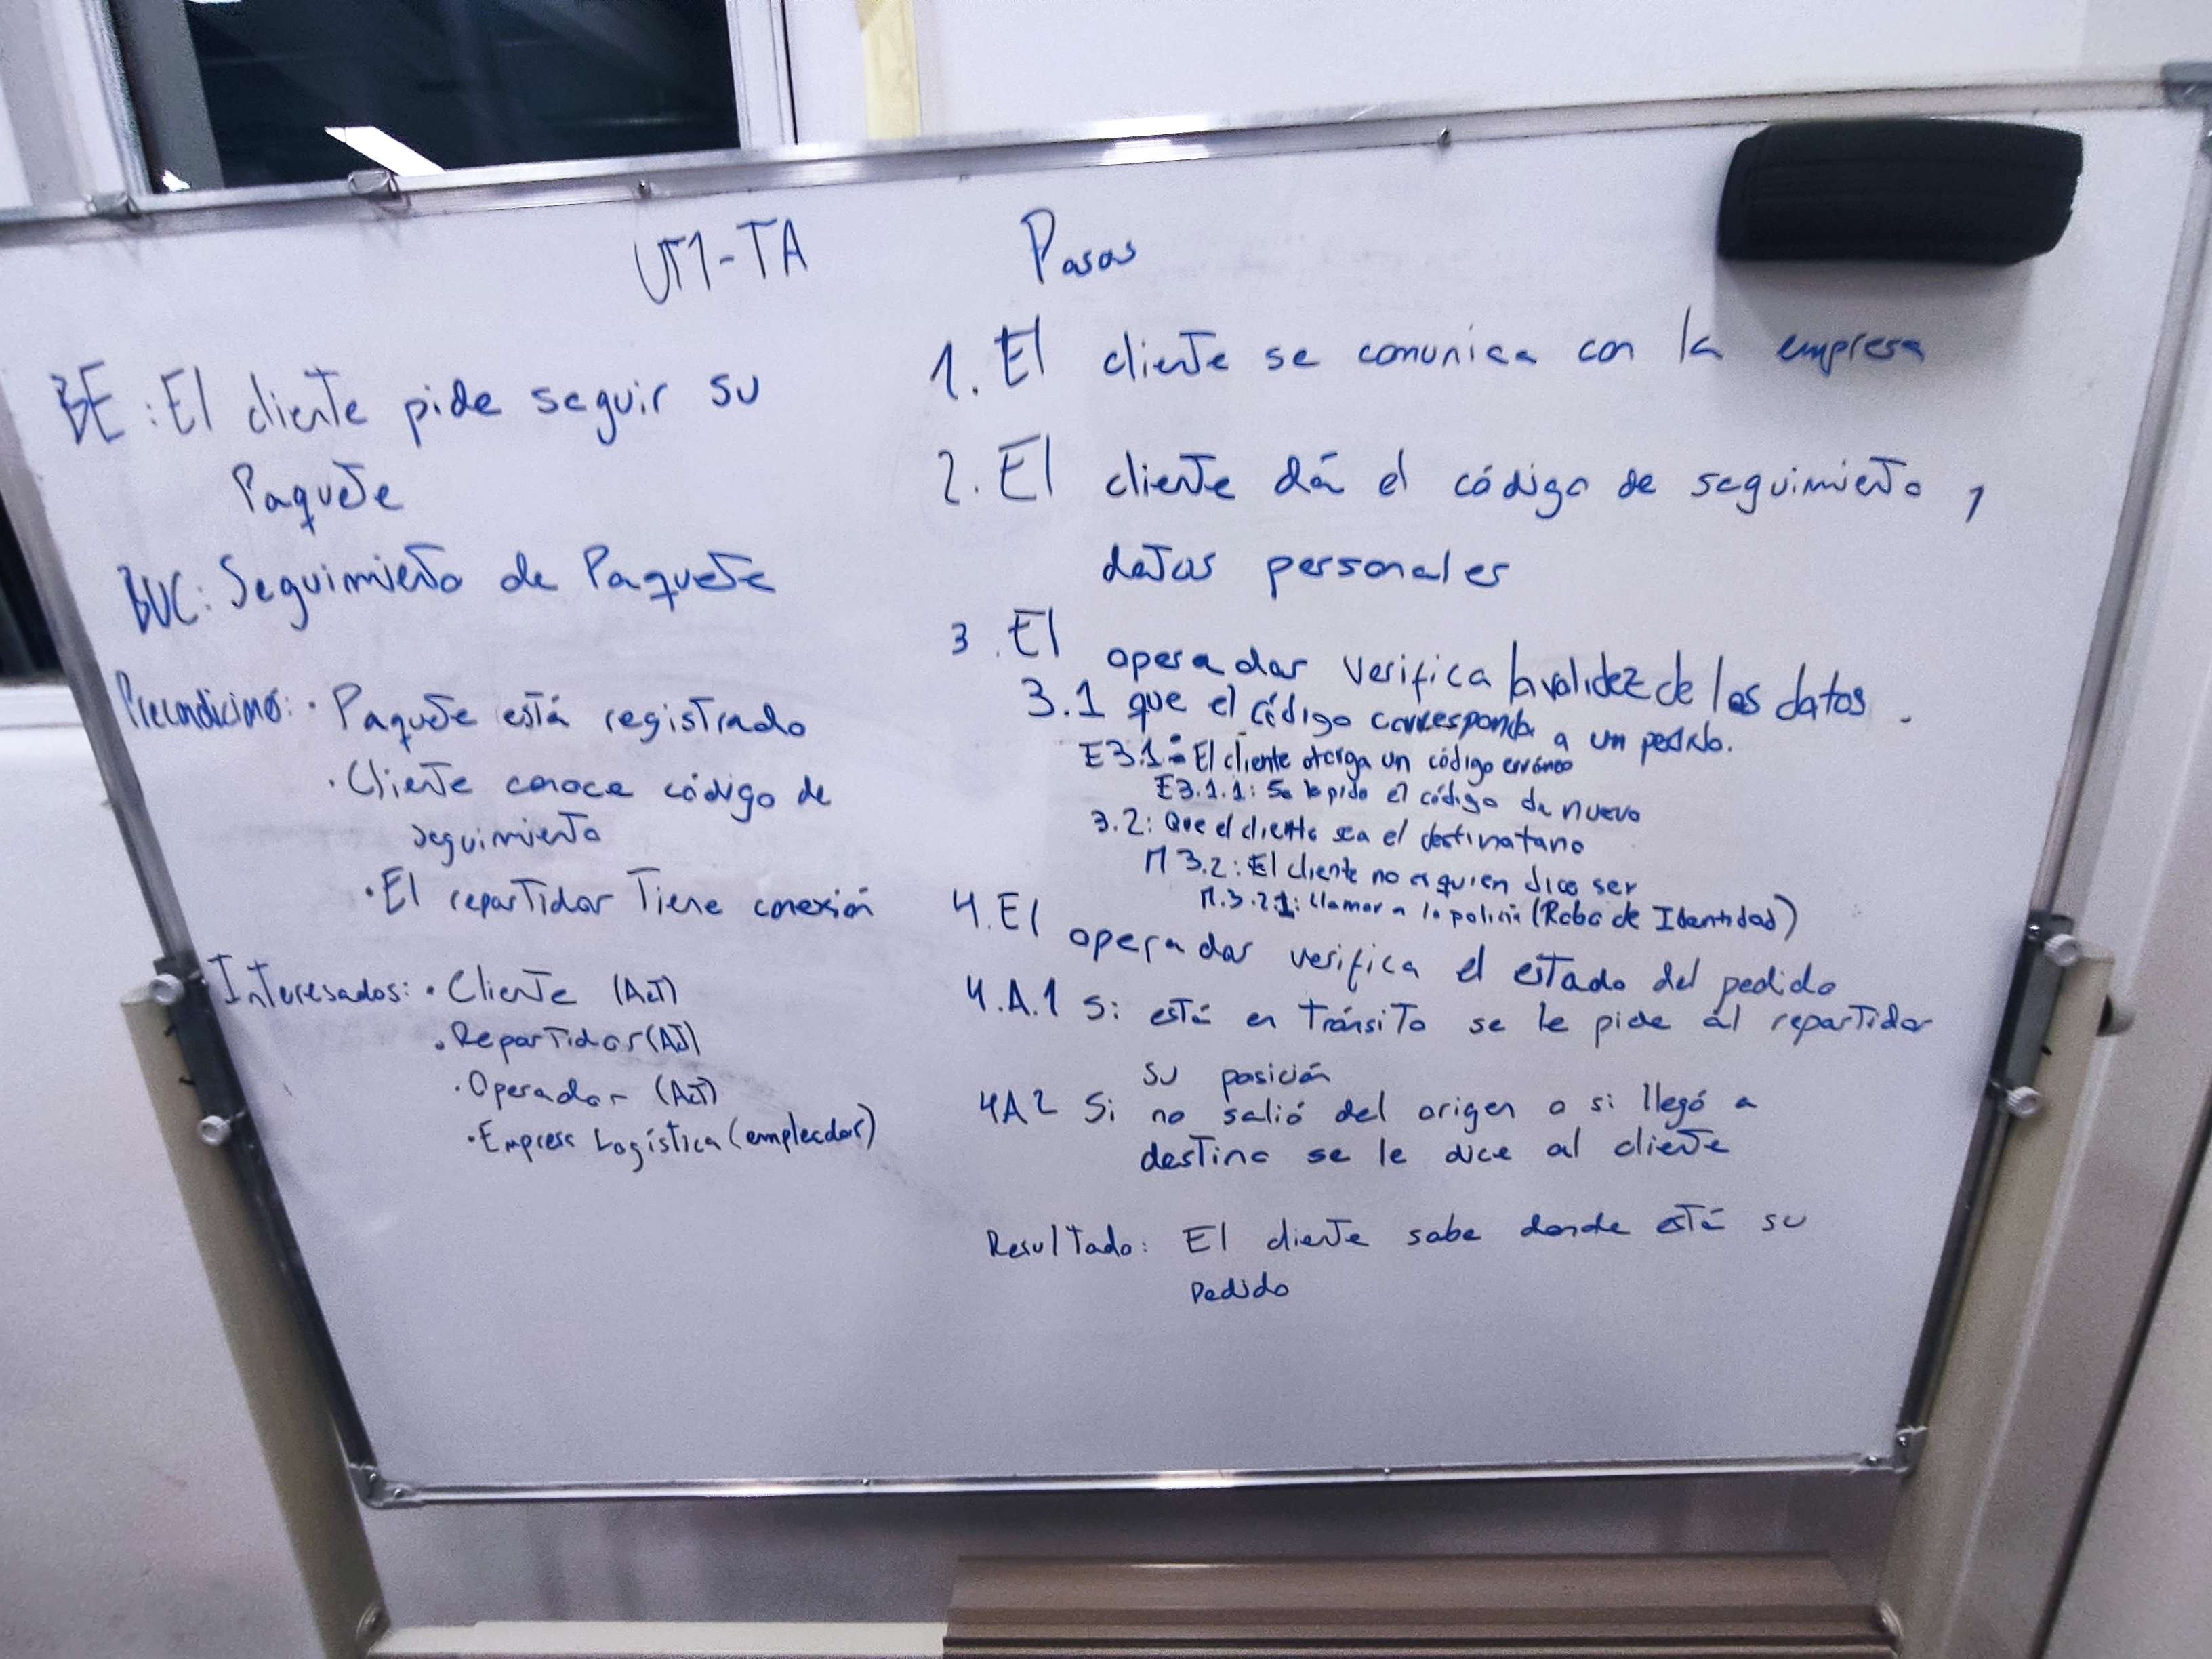 UT1-TA
BE: El cliente pide seguir su
Paquete
BUC: Seguimiento de Paquete
Precondiciones: · Paquete está registrado
· Cliente conoce código de
seguimiento
· El repartidor Tiene conexión
Interesados: · Cliente (Act)
· Repartidor (Act)
· Operador (Act)
· Empresa Logística (empleador)
Pasos
1. El cliente se comunica con la empresa
2. El cliente dá el código de seguimiento,
datos personales
3. El operador verifica la validez de los datos.
3.1 que el código corresponda a un pedido.
E3.1: El cliente otorga un código erróneo
E3.1.1: Se le pide el código de nuevo
3.2: Que el cliente sea el destinatario
M 3.2: El cliente no es quien dice ser
M.3.2.1: Llamar a la policía (Robo de Identidad)
4. El operador verifica el estado del pedido
4.A.1 Si está en tránsito se le pide al repartidor
su posición
4A2 Si no salió del origen o si llegó a
destino se le dice al cliente
Resultado: El cliente sabe donde está su
Pedido